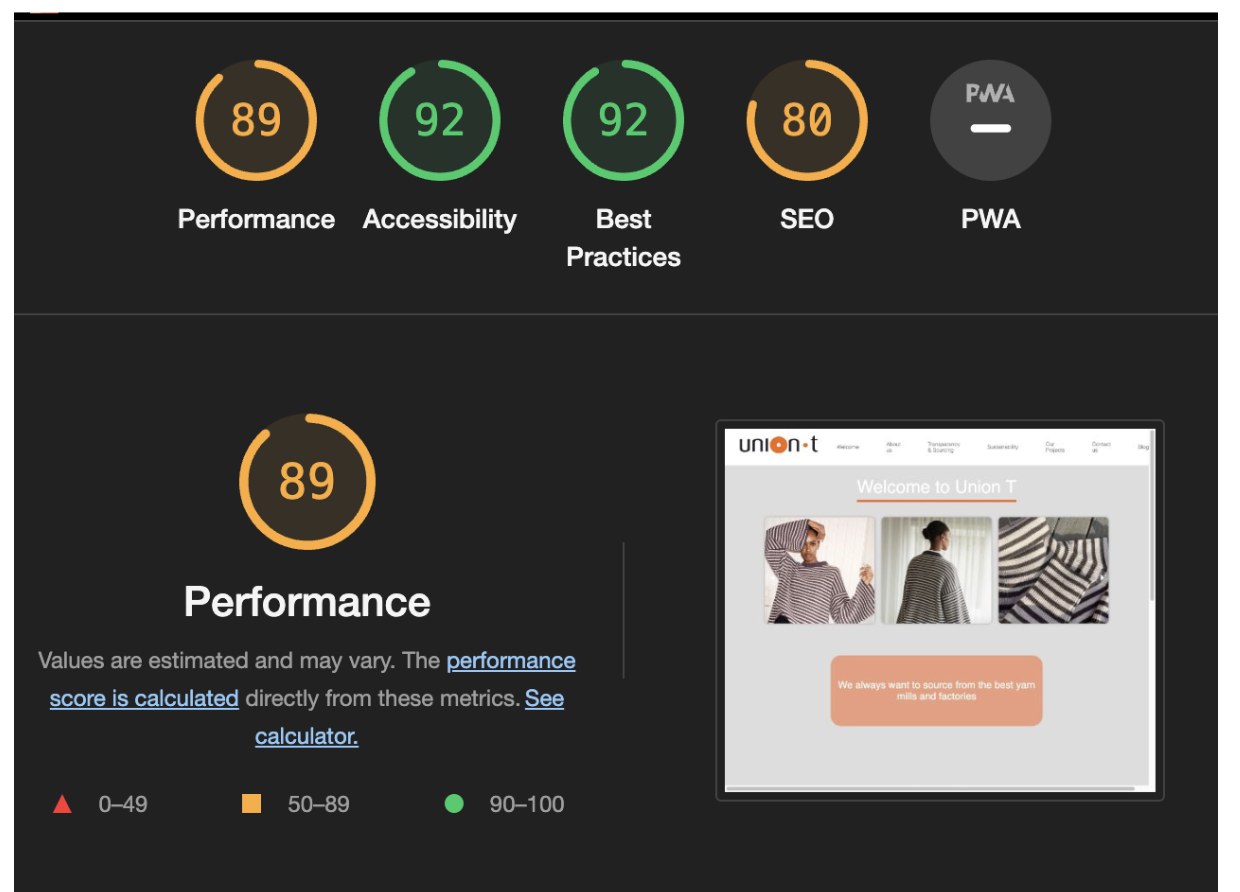 89
92
92
80
PWA
Performance
Accessibility
Best
Practices
SEO
PWA
89
Performance
Values are estimated and may vary. The performance
score is calculated directly from these metrics. See
calculator.
0–49
50–89
90–100
union·t
Welcome
About
us
Transparency
& Sourcing
Sustainability
Our
Projects
Contact
us
Blog
Welcome to Union T
We always want to source from the best yarn
mills and factories